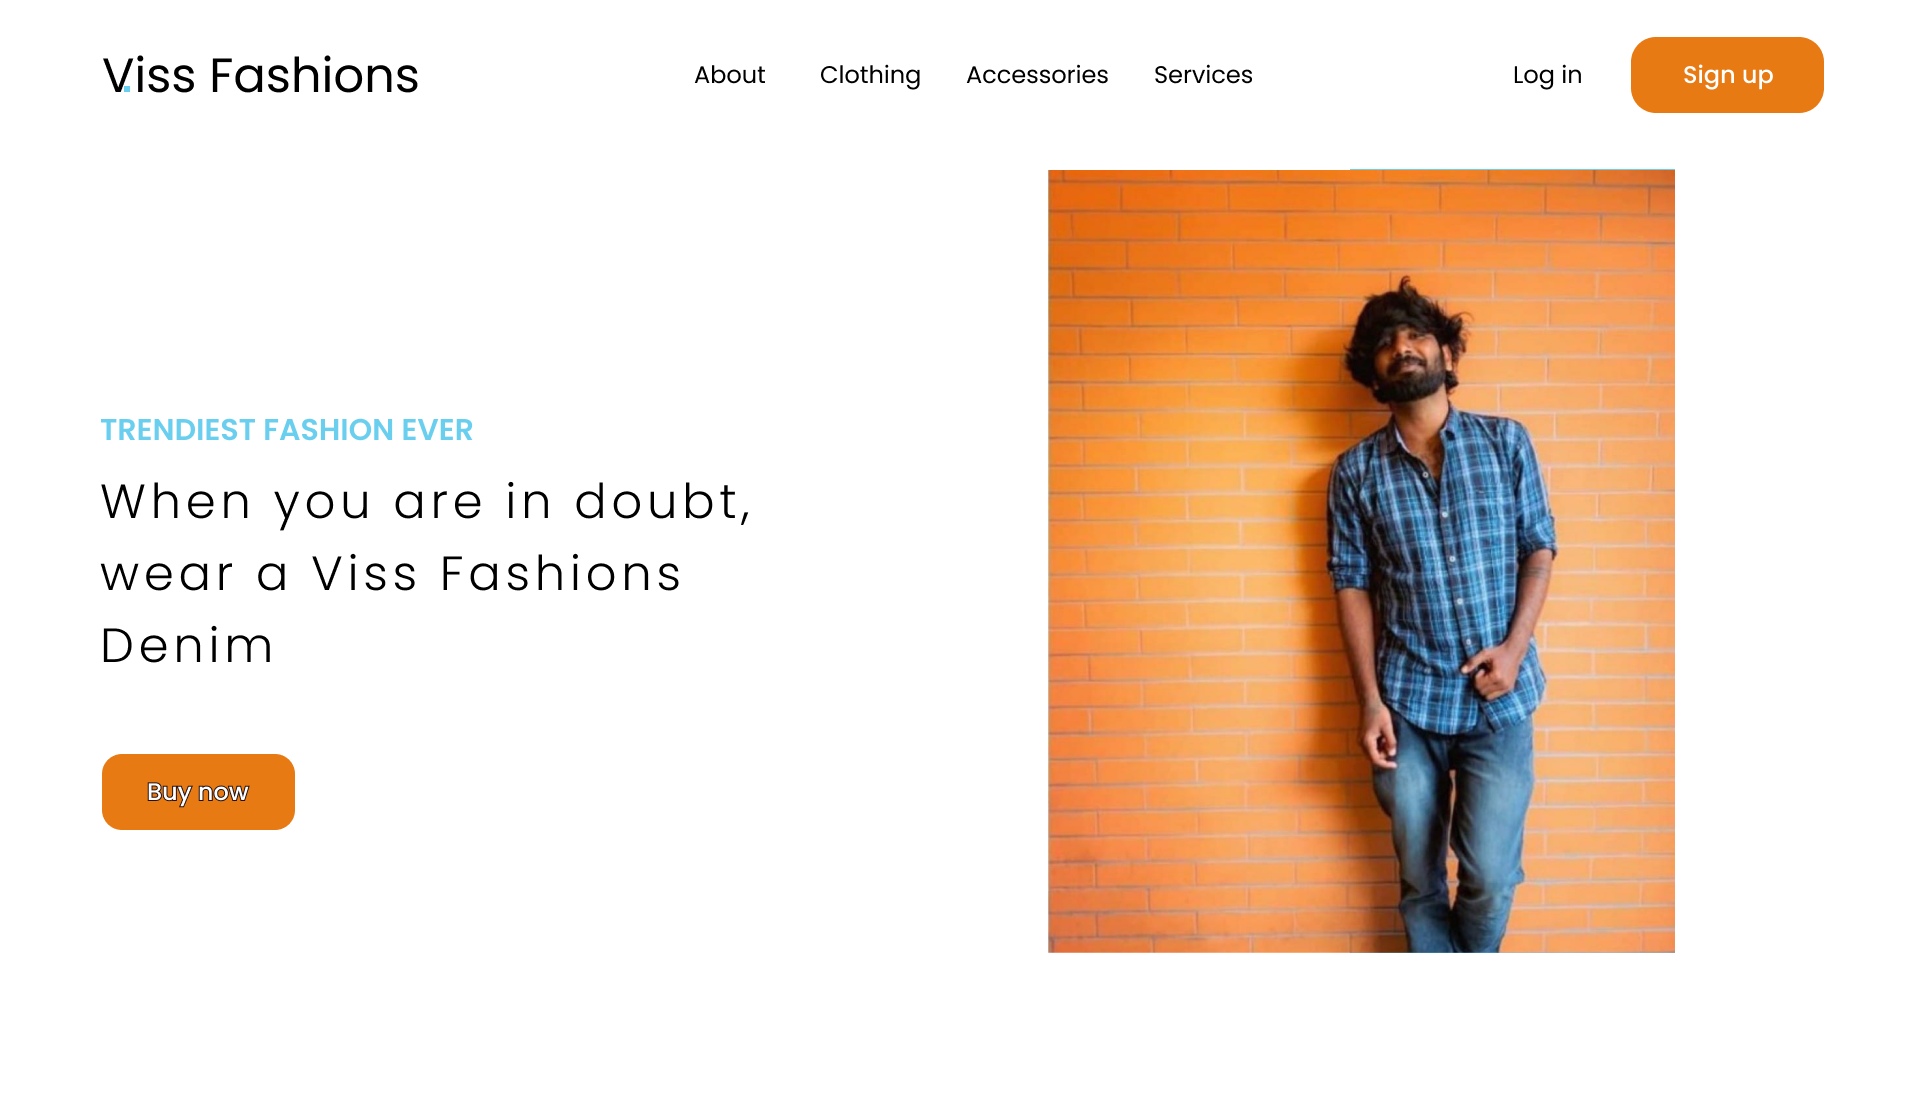 Viss Fashions
About
Clothing
Accessories
Services
Log in
Sign up
TRENDIEST FASHION EVER
When you are in doubt,
wear a Viss Fashions
Denim
Buy now